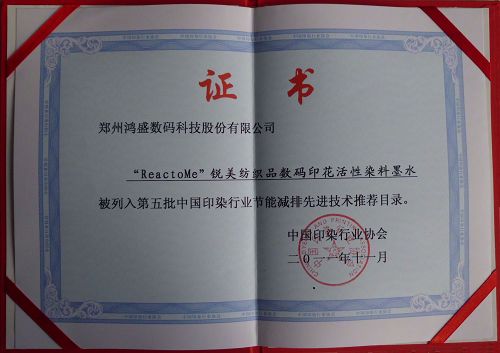 证书
郑州鸿盛数码科技股份有限公司
“ReactoMe”锐美纺织品数码印花活性染料墨水
被列入第五批中国印染行业节能减排先进技术推荐目录。
中国印染行业协会
二〇一一年十一月